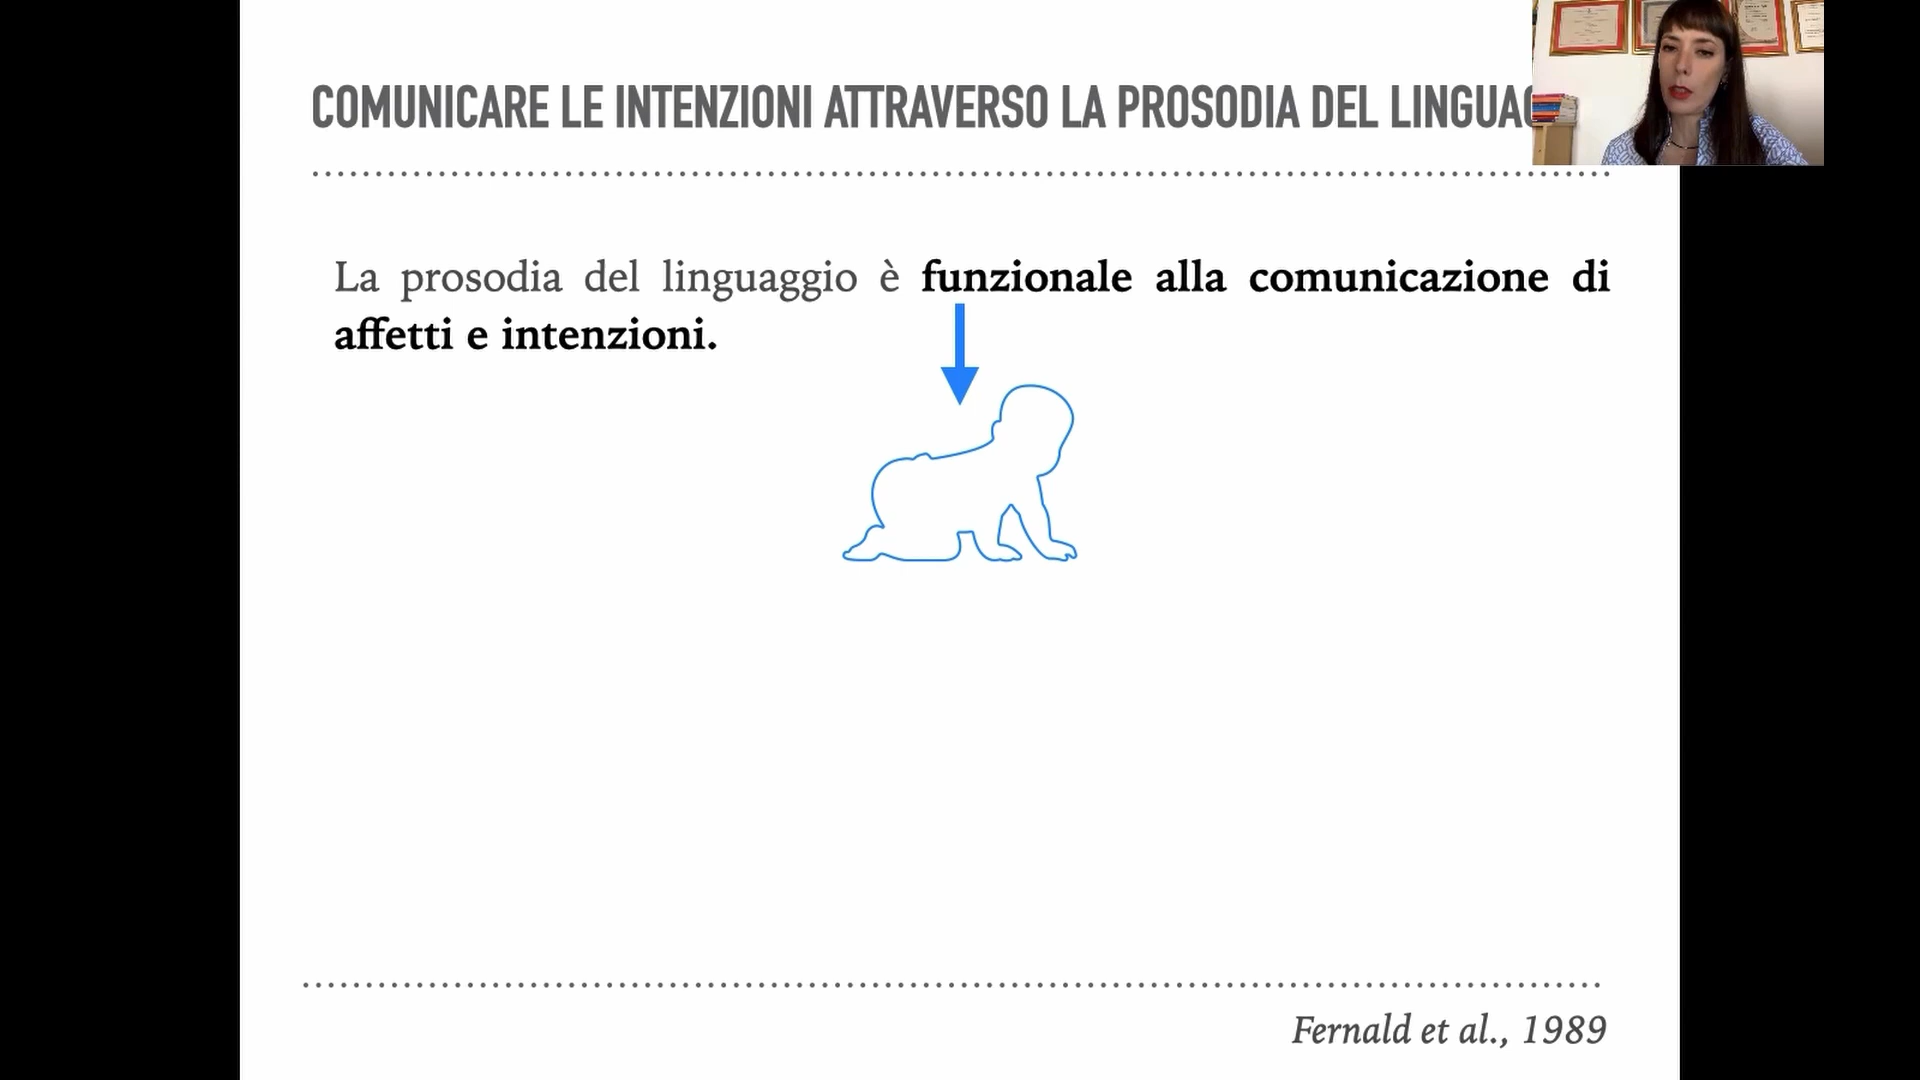 COMUNICARE LE INTENZIONI ATTRAVERSO LA PROSODIA DEL
La prosodia del linguaggio è funzionale alla comunicazione di
affetti e intenzioni.
Fernald et al., 1989